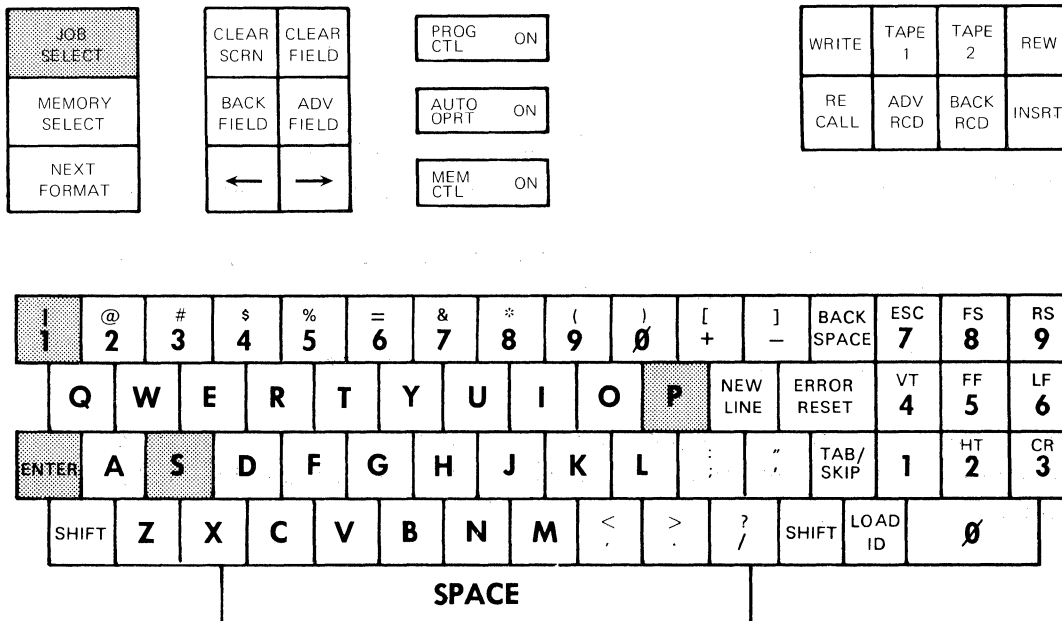 JOB SELECT
MEMORY SELECT
NEXT FORMAT
CLEAR SCRN CLEAR FIELD
BACK FIELD ADV FIELD
← →
PROG CTL ON
AUTO OPRT ON
MEM CTL ON
WRITE TAPE 1 TAPE 2 REW
RE CALL ADV RCD BACK RCD INSRT
| @ # $ % = & * ( ) [ ] BACK SPACE ESC FS RS
1 2 3 4 5 6 7 8 9 Ø + – 7 8 9
Q W E R T Y U I O P NEW LINE ERROR RESET VT 4 FF 5 LF 6
ENTER A S D F G H J K L : ; " ' TAB/ SKIP 1 HT 2 CR 3
SHIFT Z X C V B N M < , > . ? / SHIFT LOAD ID Ø
SPACE